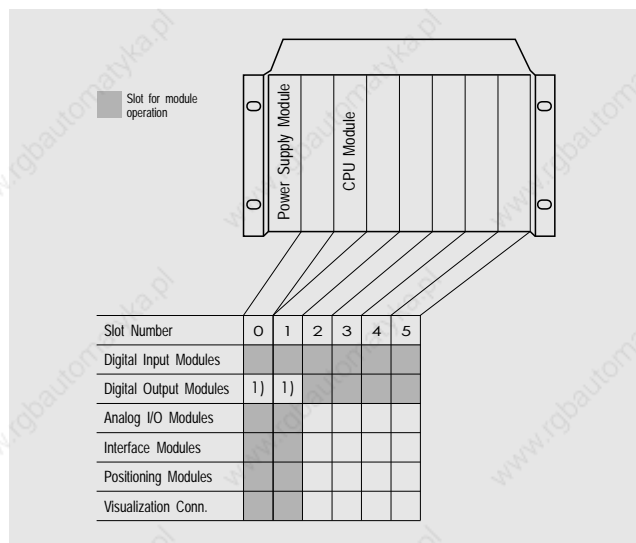 Slot for module
operation
Power Supply Module
CPU Module
Slot Number 0 1 2 3 4 5
Digital Input Modules
Digital Output Modules 1) 1)
Analog I/O Modules
Interface Modules
Positioning Modules
Visualization Conn.
www.rgbautomatyka.pl